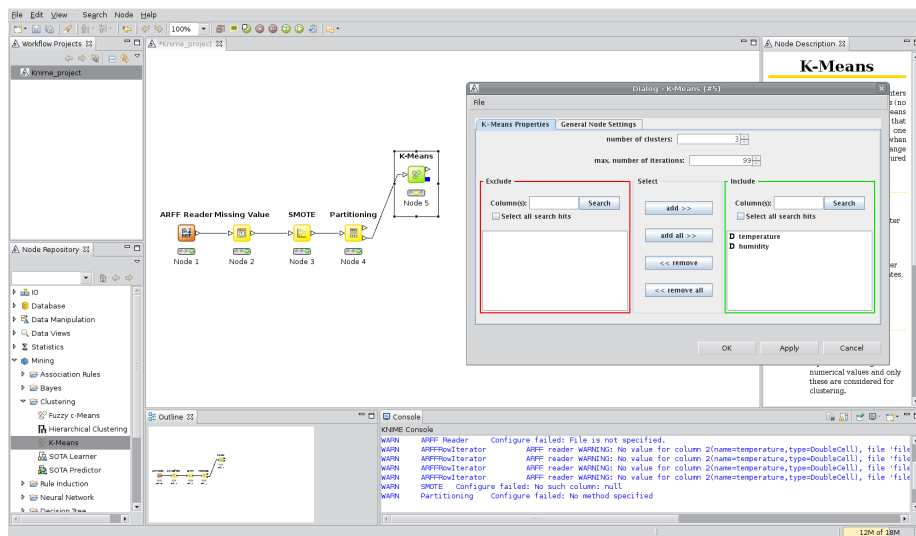 File Edit View Search Node Help
100%
Workflow Projects
Knime_project
*Knime_project
Node Description
K-Means
Dialog - K-Means (#5)
File
K-Means Properties General Node Settings
number of clusters: 3
max. number of iterations: 99
Exclude
Column(s): Search
Select all search hits
Select
add >>
add all >>
<< remove
<< remove all
Include
Column(s): Search
Select all search hits
D temperature
D humidity
OK Apply Cancel
numerical values and only
these are considered for
clustering.
K-Means
Node 5
ARFF Reader Missing Value SMOTE Partitioning
Node 1 Node 2 Node 3 Node 4
Node Repository
IO
Database
Data Manipulation
Data Views
Statistics
Mining
Association Rules
Bayes
Clustering
Fuzzy c-Means
Hierarchical Clustering
K-Means
SOTA Learner
SOTA Predictor
Rule Induction
Neural Network
Decision Tree
Outline
Console
KNIME Console
WARN ARFF Reader Configure failed: File is not specified.
WARN ARFFRowIterator ARFF reader WARNING: No value for column 2(name=temperature,type=DoubleCell), file 'file
WARN ARFFRowIterator ARFF reader WARNING: No value for column 2(name=temperature,type=DoubleCell), file 'file
WARN ARFFRowIterator ARFF reader WARNING: No value for column 2(name=temperature,type=DoubleCell), file 'file
WARN ARFFRowIterator ARFF reader WARNING: No value for column 2(name=temperature,type=DoubleCell), file 'file
WARN SMOTE Configure failed: No such column: null
WARN Partitioning Configure failed: No method specified
12M of 18M